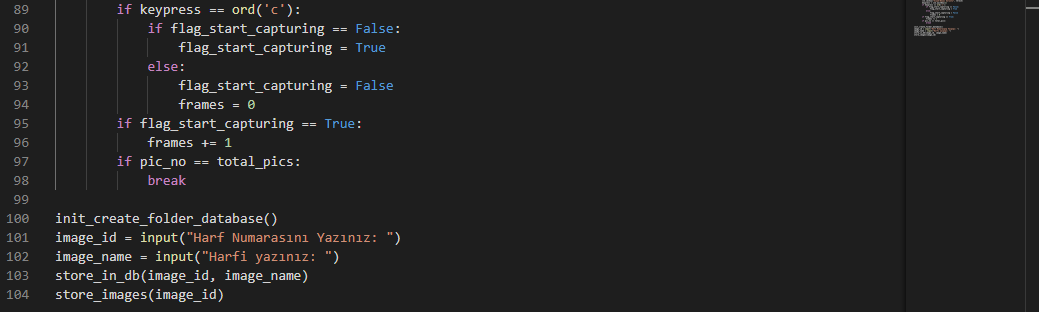 89 if keypress == ord('c'):
90 if flag_start_capturing == False:
91 flag_start_capturing = True
92 else:
93 flag_start_capturing = False
94 frames = 0
95 if flag_start_capturing == True:
96 frames += 1
97 if pic_no == total_pics:
98 break
99
100 init_create_folder_database()
101 image_id = input("Harf Numarasını Yazınız: ")
102 image_name = input("Harfi yazınız: ")
103 store_in_db(image_id, image_name)
104 store_images(image_id)